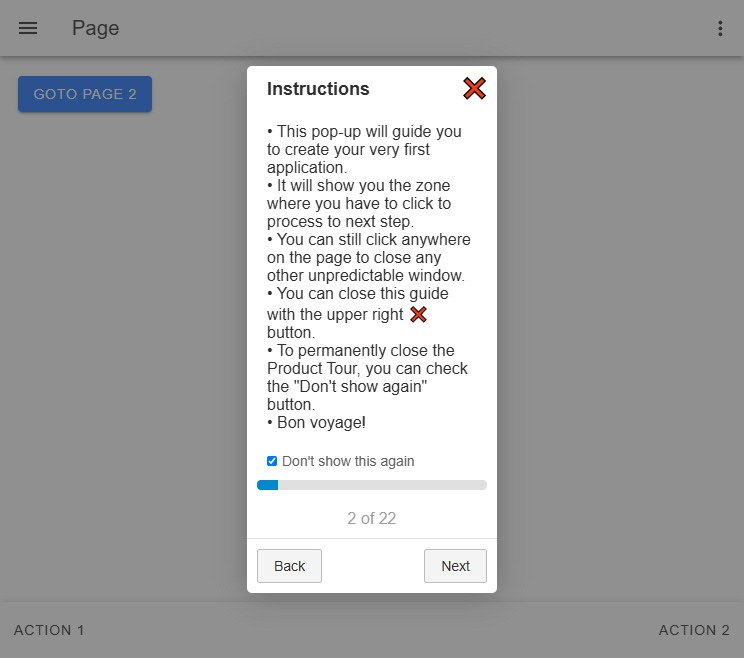 Page
GOTO PAGE 2
Instructions
• This pop-up will guide you
to create your very first
application.
• It will show you the zone
where you have to click to
process to next step.
• You can still click anywhere
on the page to close any
other unpredictable window.
• You can close this guide
with the upper right
button.
• To permanently close the
Product Tour, you can check
the "Don't show again"
button.
• Bon voyage!
Don't show this again
2 of 22
Back
Next
ACTION 1
ACTION 2